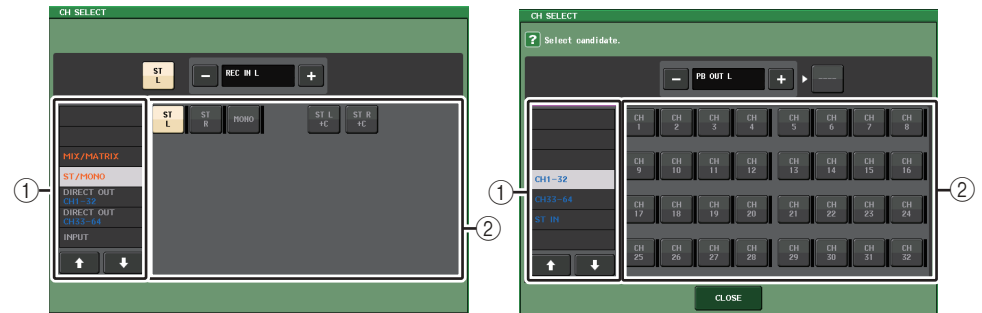 CH SELECT
ST L
−
REC IN L
+
ST L
ST R
MONO
ST L +C
ST R +C
MIX/MATRIX
ST/MONO
DIRECT OUT
CH1-32
DIRECT OUT
CH33-64
INPUT
1
2
CH SELECT
? Select candidate.
−
PB OUT L
+
----
CH1-32
CH33-64
ST IN
CH 1
CH 2
CH 3
CH 4
CH 5
CH 6
CH 7
CH 8
CH 9
CH 10
CH 11
CH 12
CH 13
CH 14
CH 15
CH 16
CH 17
CH 18
CH 19
CH 20
CH 21
CH 22
CH 23
CH 24
CH 25
CH 26
CH 27
CH 28
CH 29
CH 30
CH 31
CH 32
1
2
CLOSE